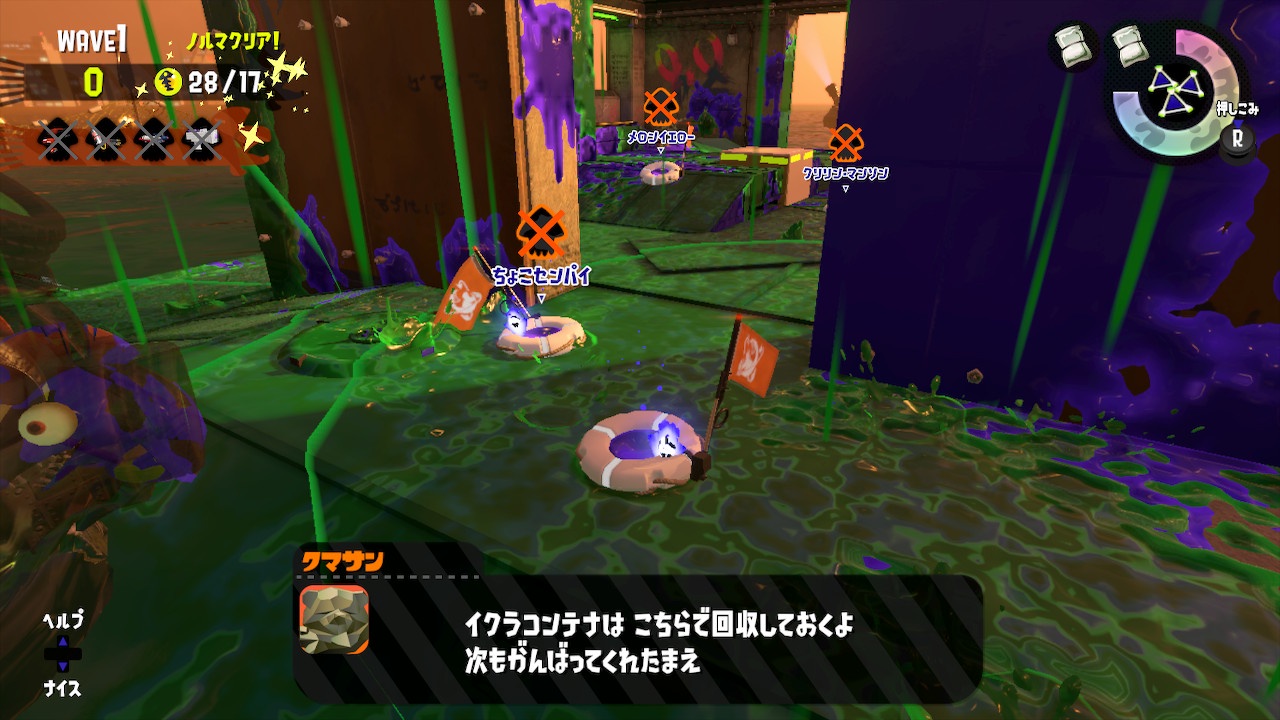 WAVE1
ノルマクリア!
0
28/17
メロンイエロー
クリリン・マンソン
ちょこセンパイ
押しこみ
R
クマサン
イクラコンテナは こちらで回収しておくよ
次もがんばってくれたまえ
ヘルプ
ナイス